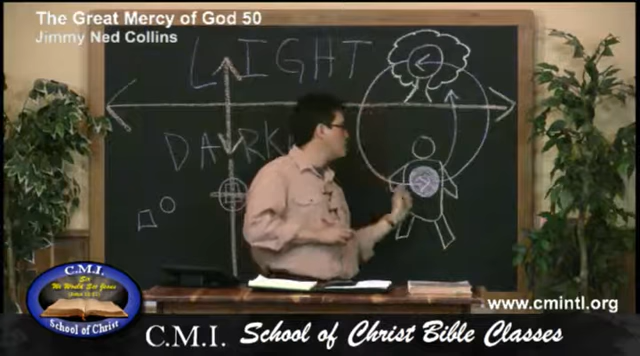 The Great Mercy of God 50
Jimmy Ned Collins
LIGHT
DARK
C.M.I.
Sir
We Would See Jesus
School of Christ
www.cmintl.org
C.M.I. School of Christ Bible Classes